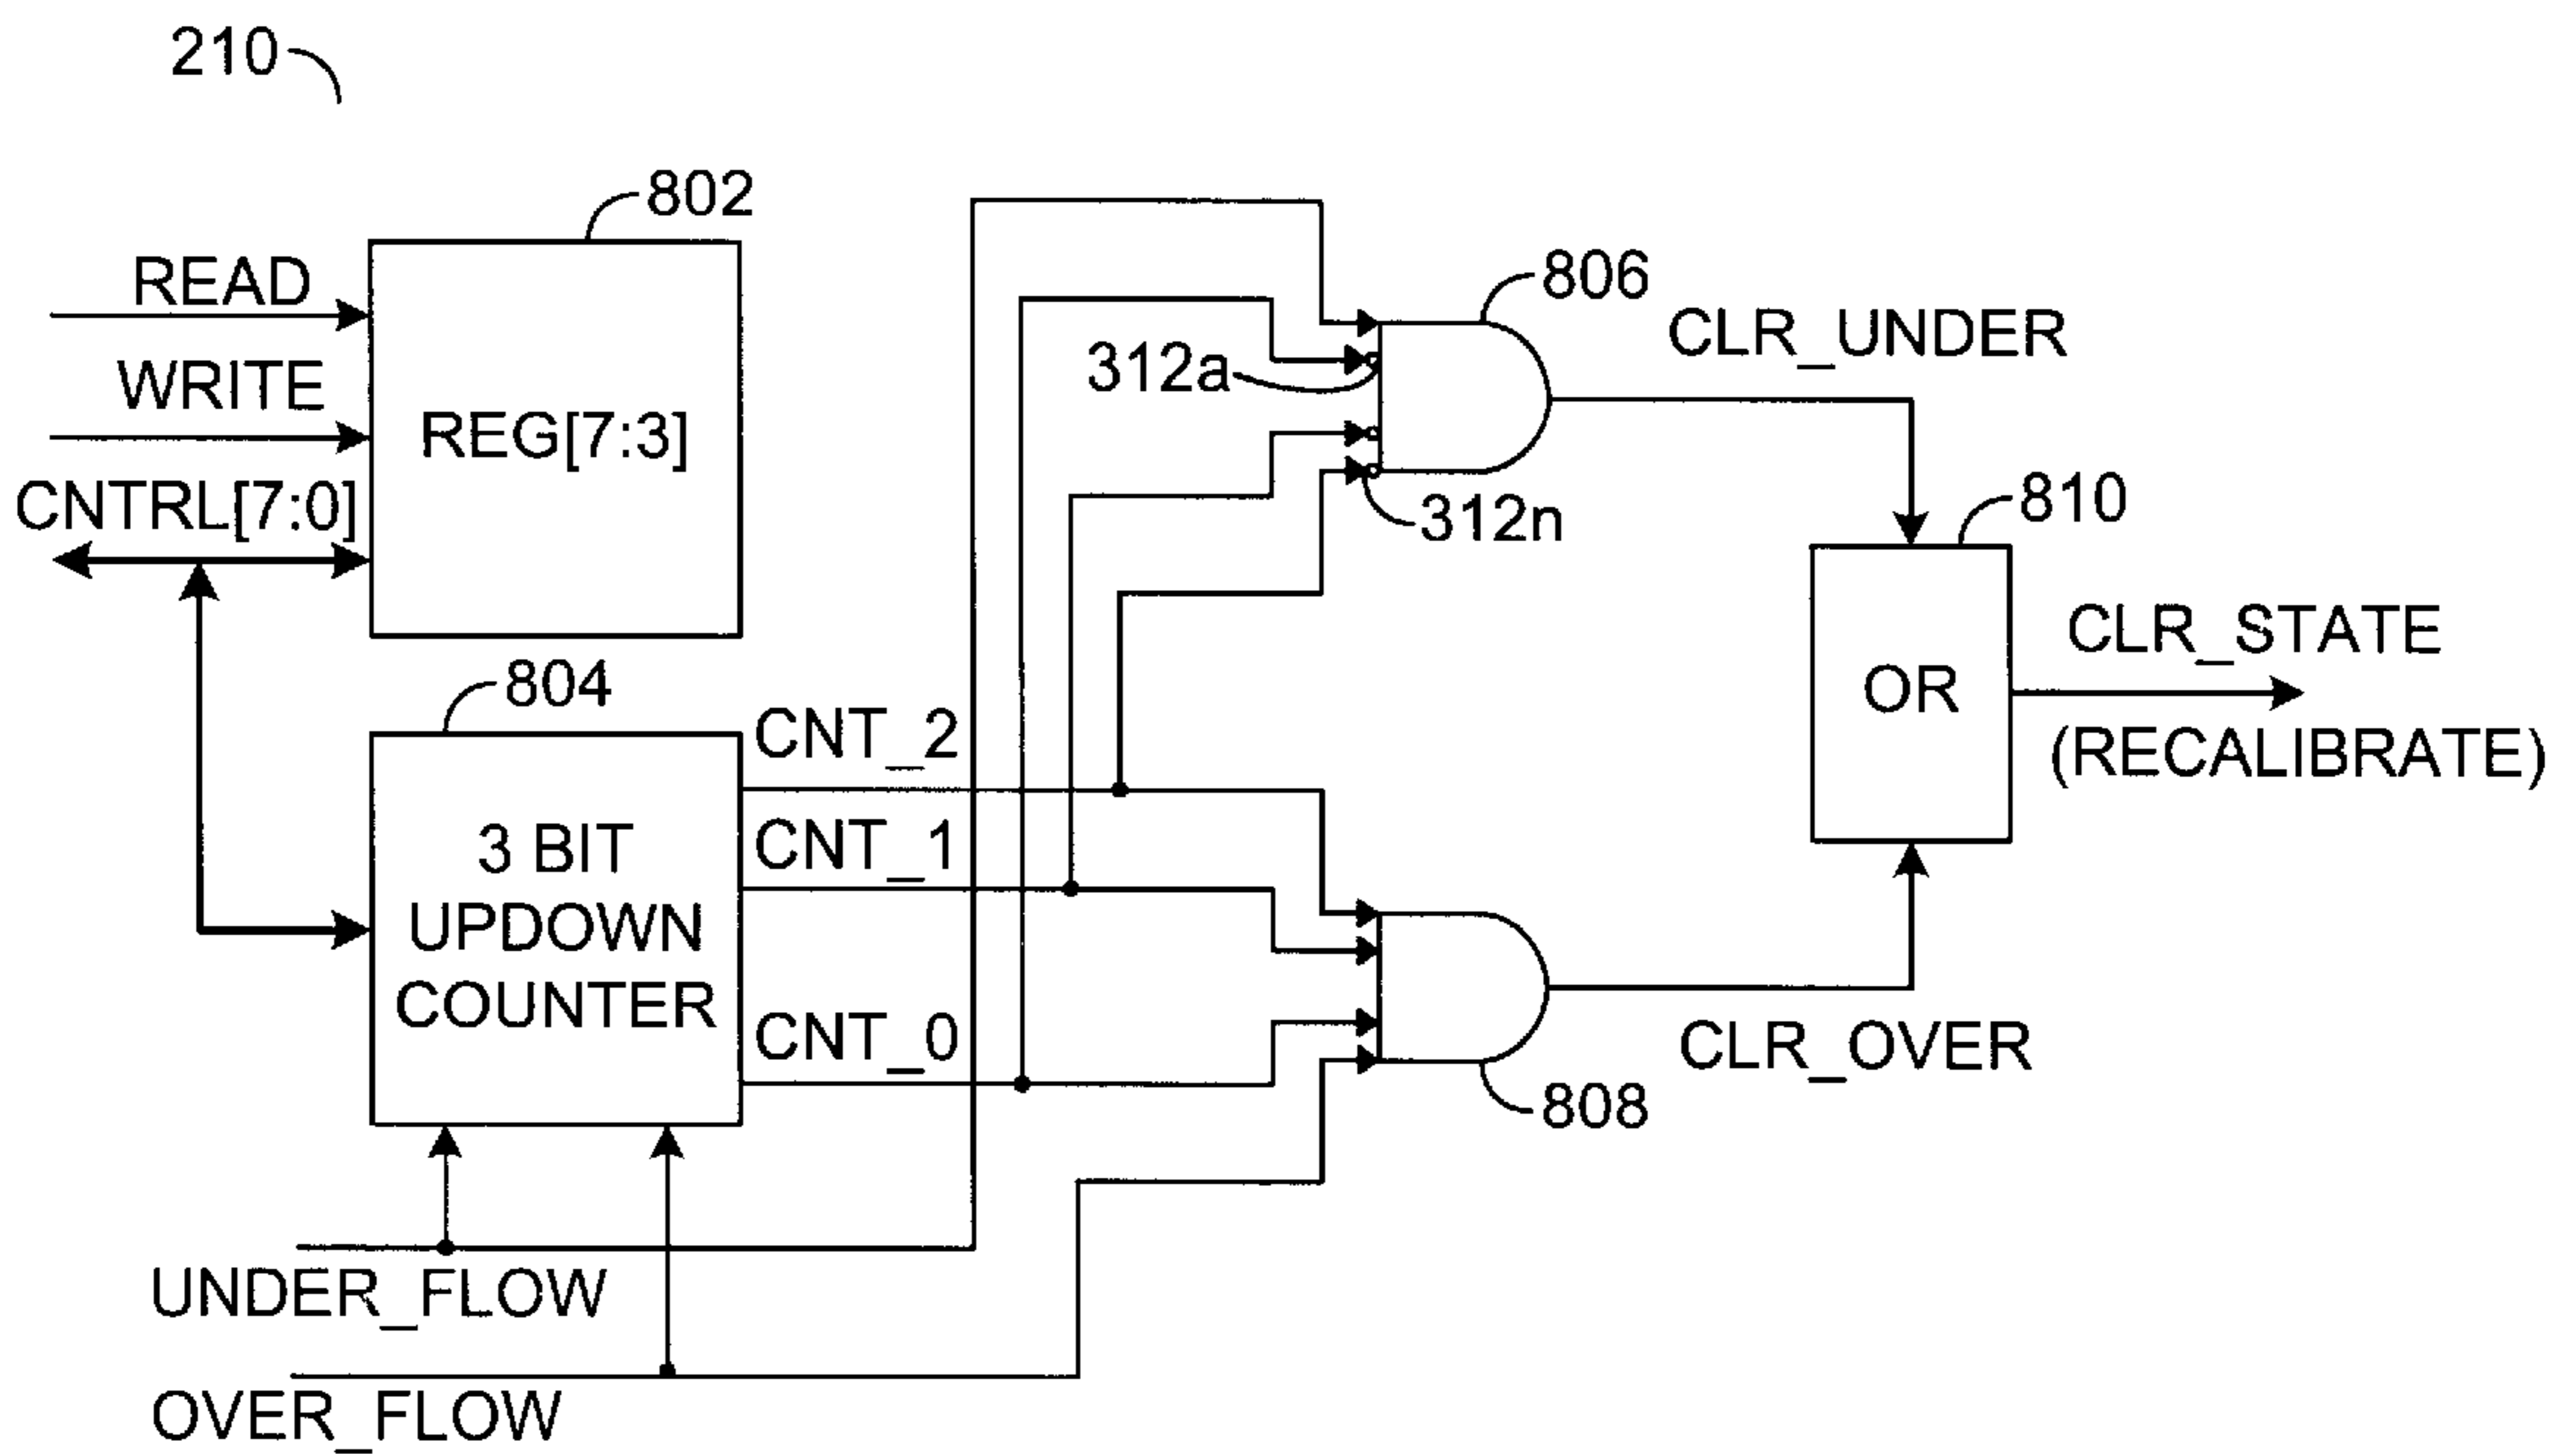 210
802
READ
WRITE
CNTRL[7:0]
REG[7:3]
804
3 BIT
UPDOWN
COUNTER
CNT_2
CNT_1
CNT_0
UNDER_FLOW
OVER_FLOW
806
312a
312n
CLR_UNDER
808
CLR_OVER
810
OR
CLR_STATE
(RECALIBRATE)